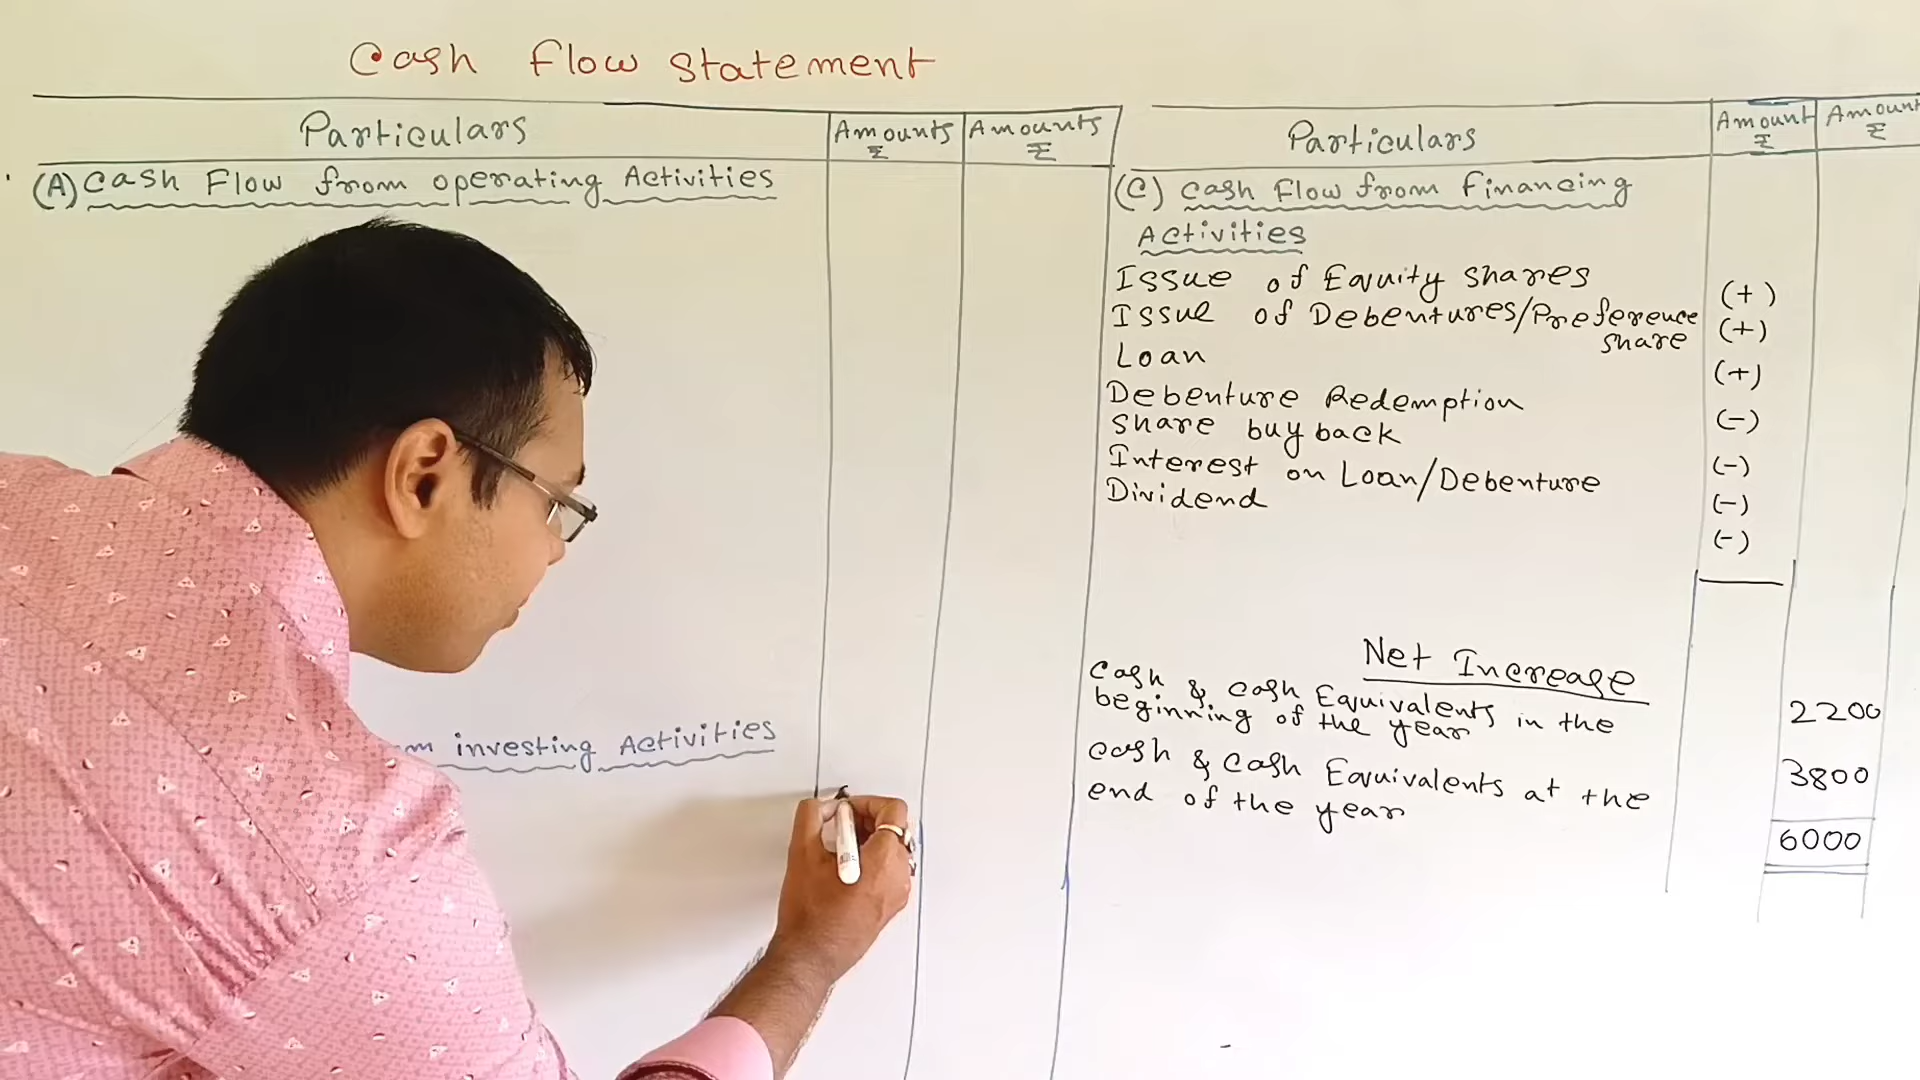 Cash Flow Statement
Particulars
Amounts ₹
Amounts ₹
(A) Cash Flow from operating Activities
investing Activities
Particulars
Amount ₹
Amount ₹
(C) Cash Flow from Financing
Activities
Issue of Equity Shares (+)
Issue of Debentures/Preference share (+)
Loan (+)
Debenture Redemption (-)
Share buy back (-)
Interest on Loan/Debenture (-)
Dividend (-)
Net Increase 2200
Cash & Cash Equivalents in the
beginning of the year 3800
Cash & Cash Equivalents at the
end of the year 6000